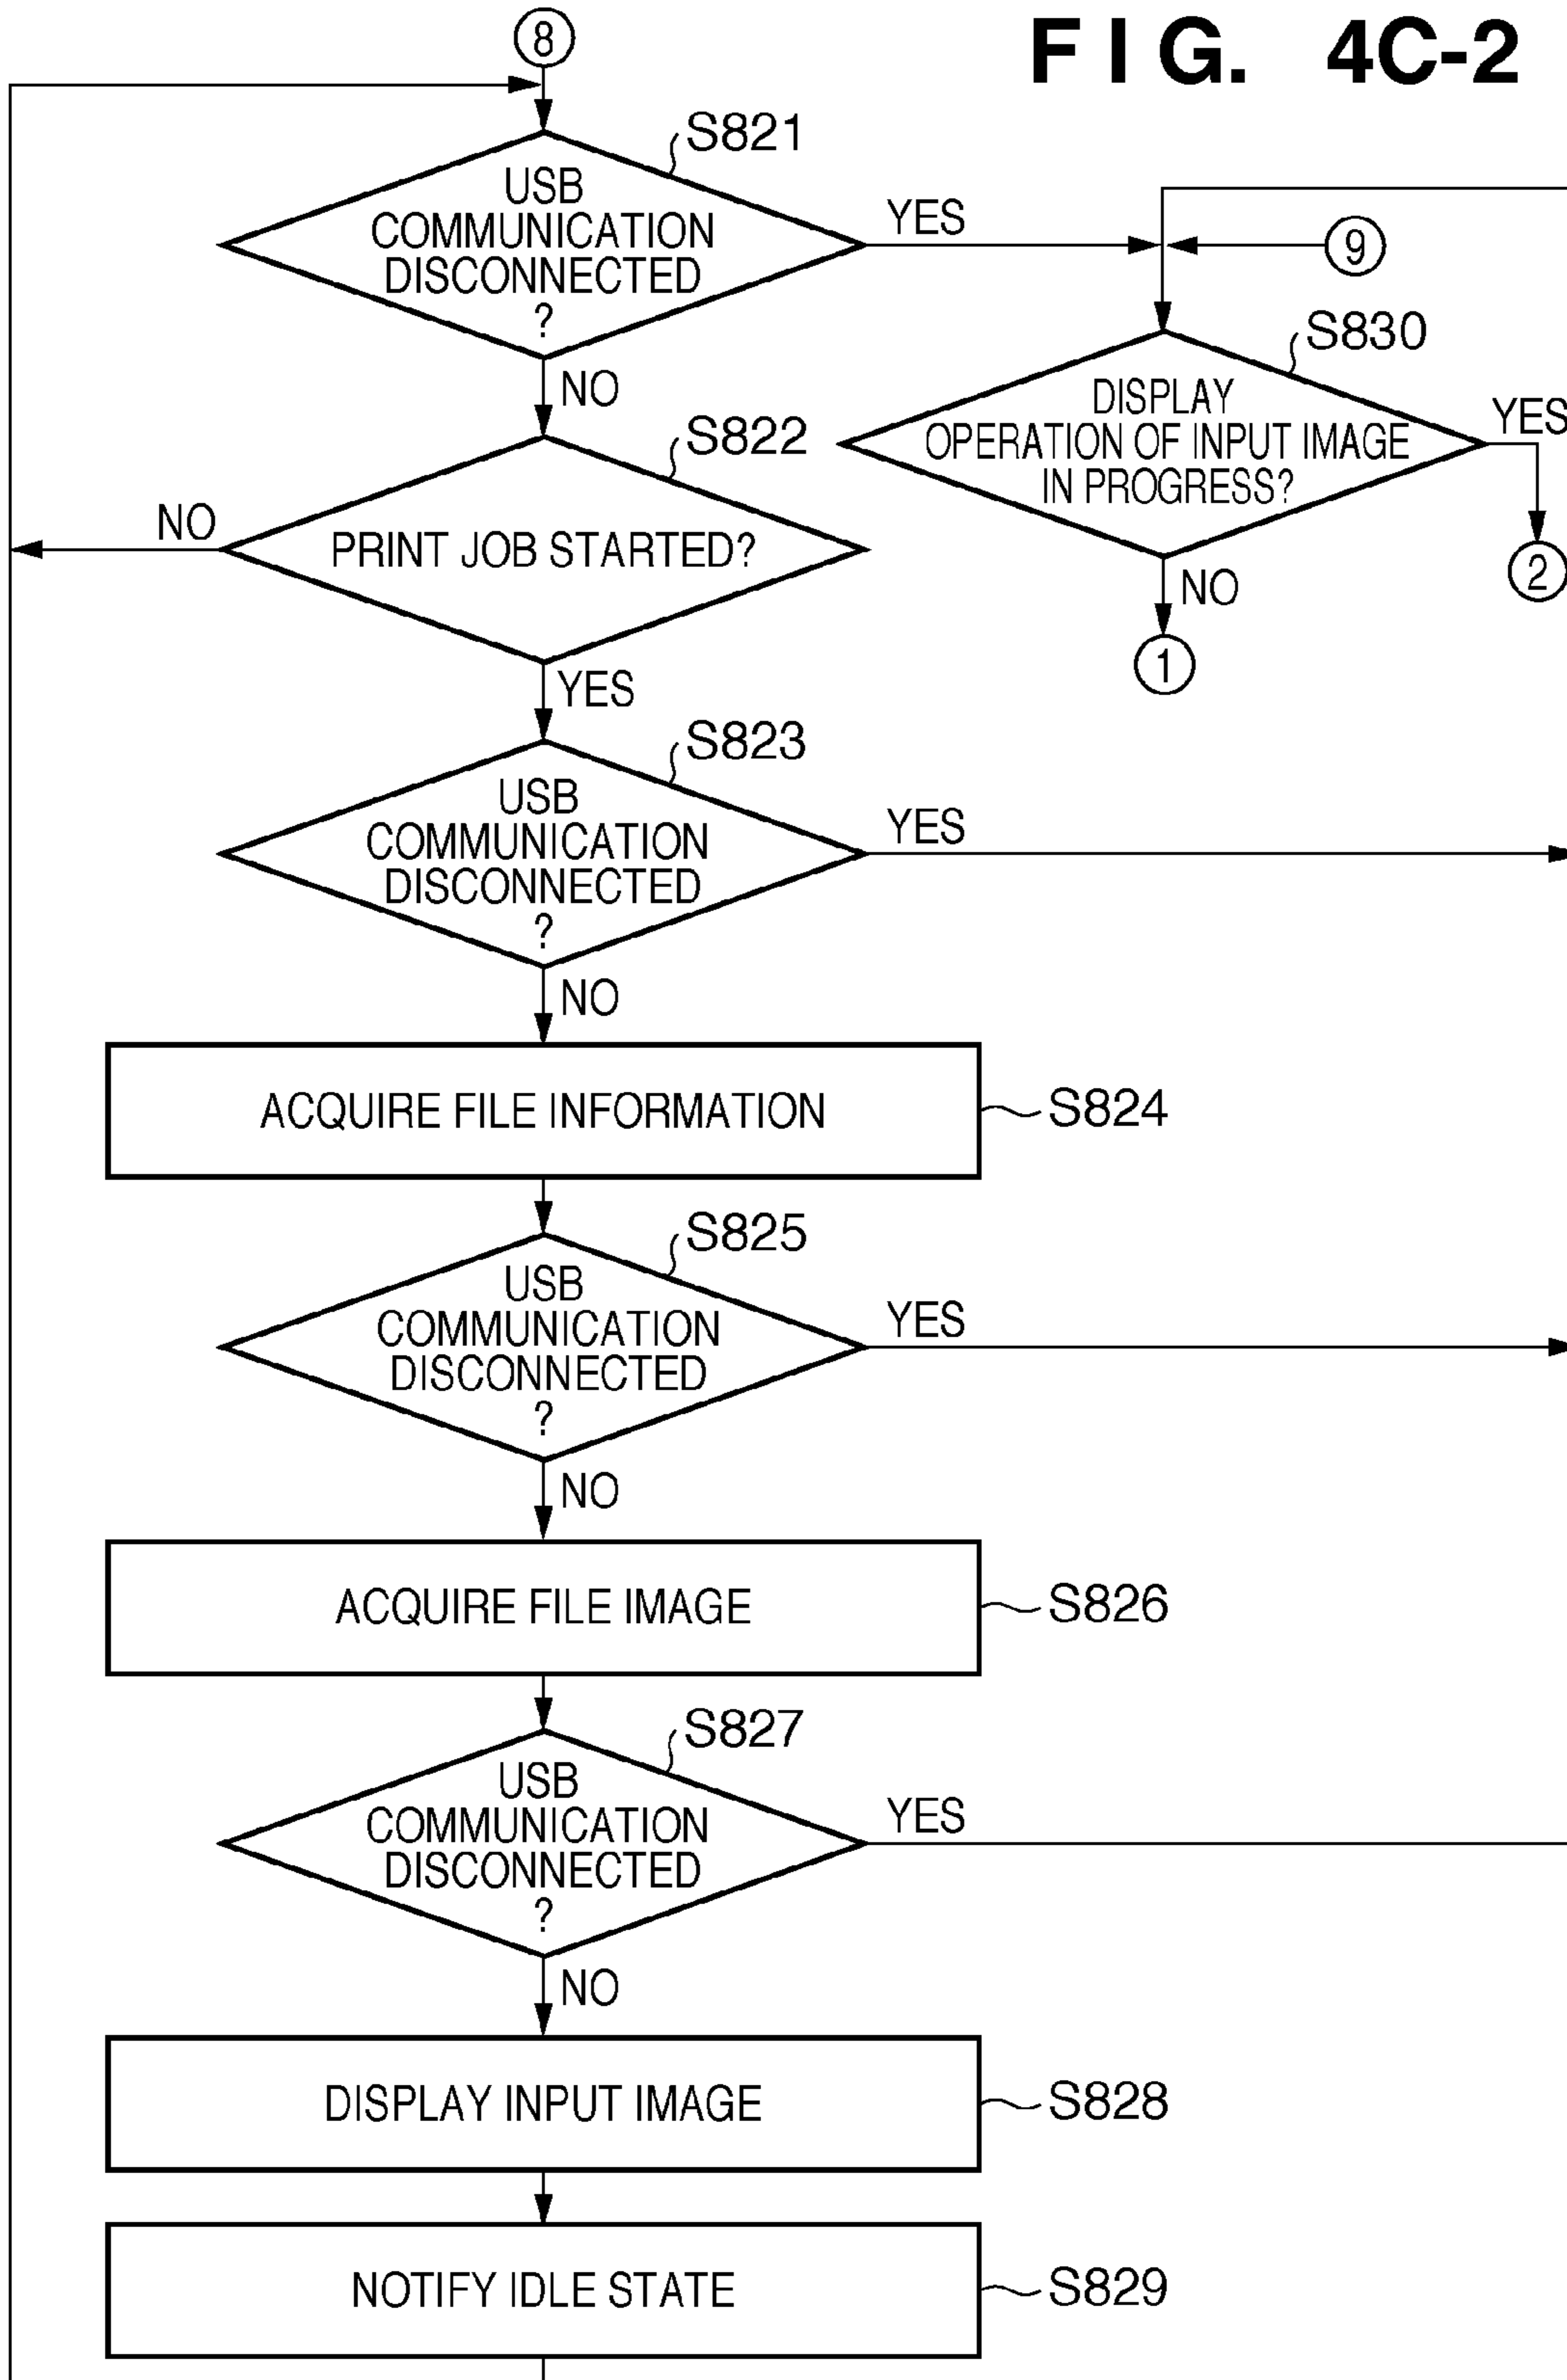 FIG. 4C-2
8
S821
USB
COMMUNICATION
DISCONNECTED
?
YES
NO
9
S830
DISPLAY
OPERATION OF INPUT IMAGE
IN PROGRESS?
YES
2
NO
1
S822
PRINT JOB STARTED?
NO
YES
S823
USB
COMMUNICATION
DISCONNECTED
?
YES
NO
ACQUIRE FILE INFORMATION
S824
S825
USB
COMMUNICATION
DISCONNECTED
?
YES
NO
ACQUIRE FILE IMAGE
S826
S827
USB
COMMUNICATION
DISCONNECTED
?
YES
NO
DISPLAY INPUT IMAGE
S828
NOTIFY IDLE STATE
S829